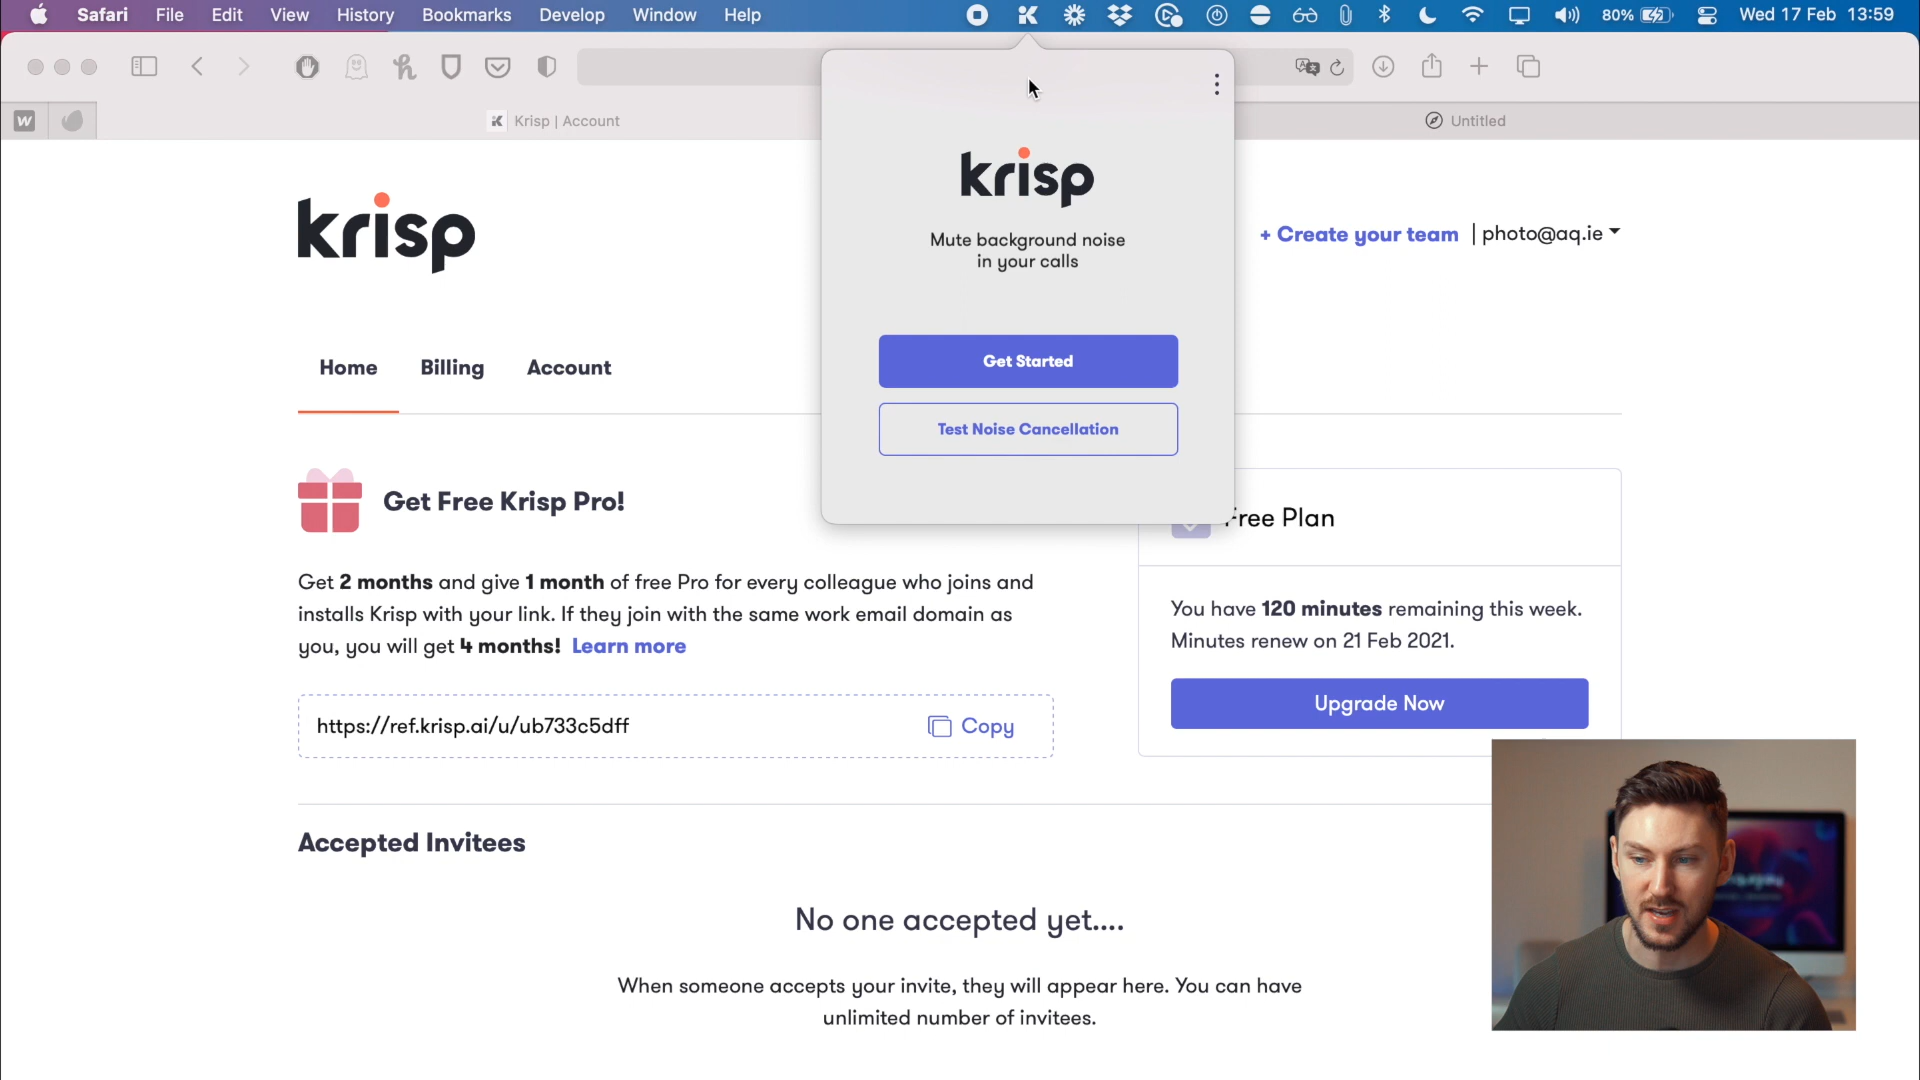 Safari File Edit View History Bookmarks Develop Window Help 80% Wed 17 Feb 13:59
W Krisp | Account Untitled
krisp
Mute background noise
in your calls
Get Started
Test Noise Cancellation
krisp
+ Create your team | photo@aq.ie
Home Billing Account
Get Free Krisp Pro!
Get 2 months and give 1 month of free Pro for every colleague who joins and
installs Krisp with your link. If they join with the same work email domain as
you, you will get 4 months! Learn more
https://ref.krisp.ai/u/ub733c5dff Copy
Free Plan
You have 120 minutes remaining this week.
Minutes renew on 21 Feb 2021.
Upgrade Now
Accepted Invitees
No one accepted yet....
When someone accepts your invite, they will appear here. You can have
unlimited number of invitees.